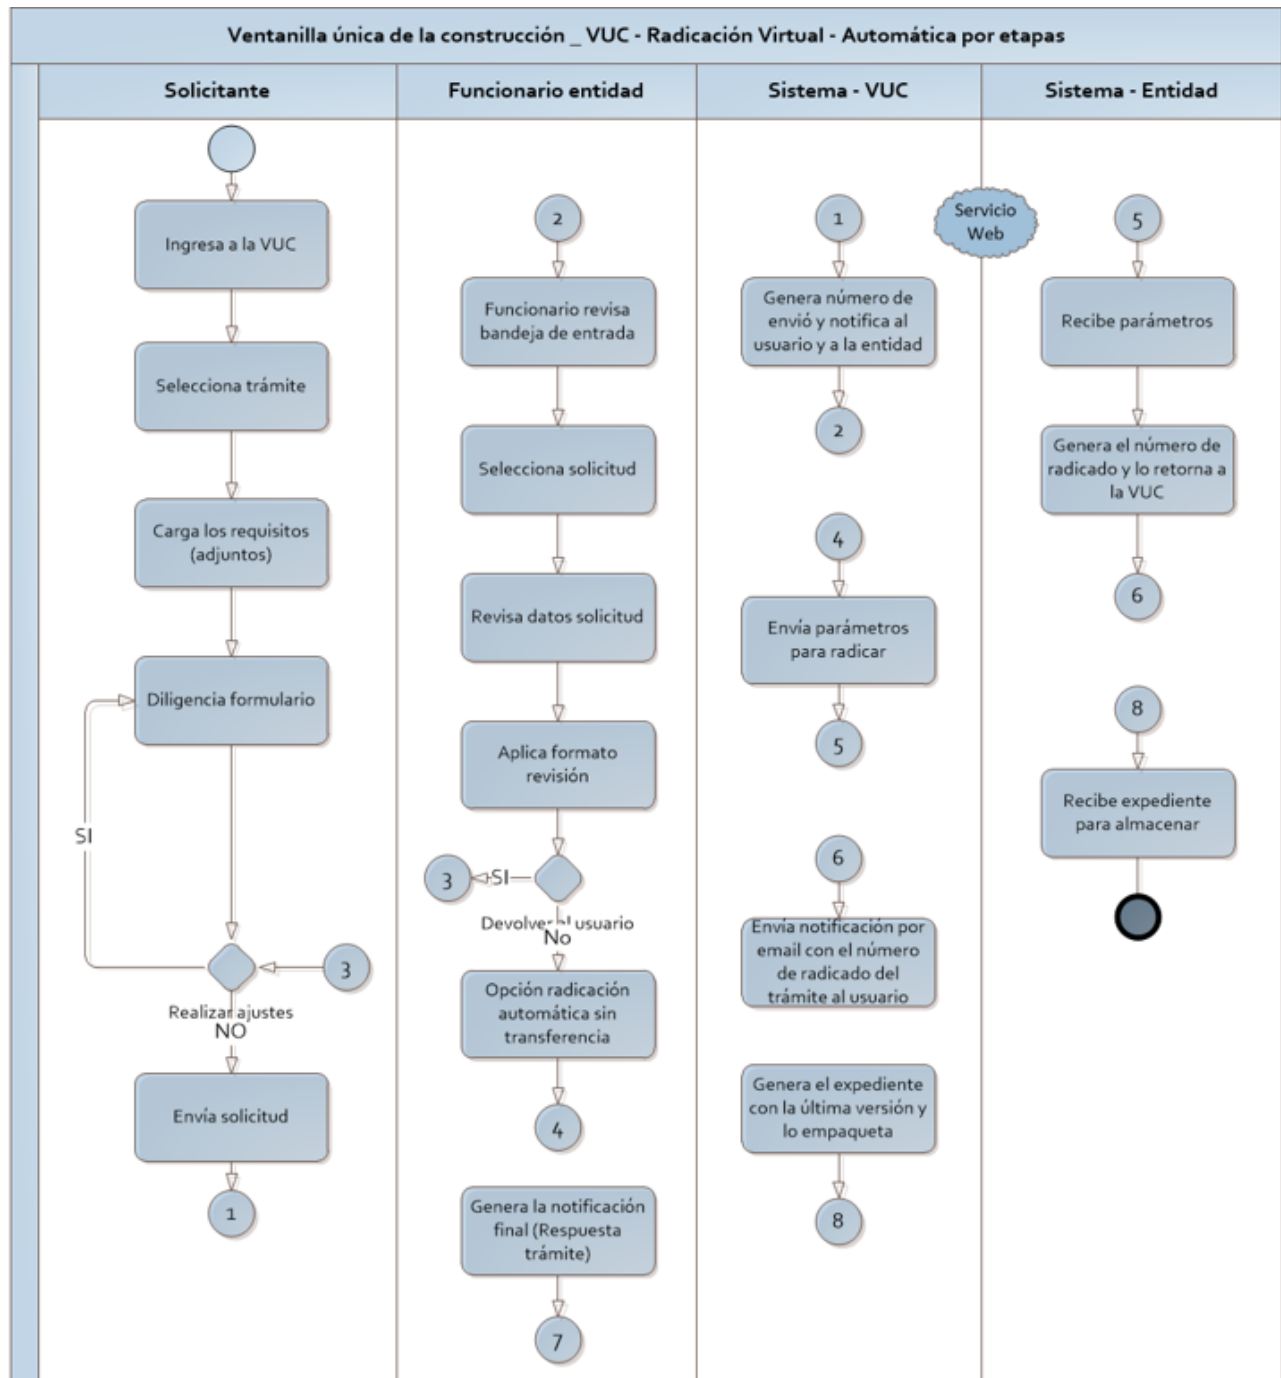 Ventanilla única de la construcción _ VUC - Radicación Virtual - Automática por etapas
Solicitante
Funcionario entidad
Sistema - VUC
Sistema - Entidad
Ingresa a la VUC
Selecciona trámite
Carga los requisitos
(adjuntos)
Diligencia formulario
SI
3
Realizar ajustes
NO
Envía solicitud
1
2
Funcionario revisa
bandeja de entrada
Selecciona solicitud
Revisa datos solicitud
Aplica formato
revisión
3
SI
Devolver al usuario
No
Opción radicación
automática sin
transferencia
4
Genera la notificación
final (Respuesta
trámite)
7
1
Genera número de
envió y notifica al
usuario y a la entidad
2
4
Envía parámetros
para radicar
5
6
Envía notificación por
email con el número
de radicado del
trámite al usuario
Genera el expediente
con la última versión y
lo empaqueta
8
Servicio
Web
5
Recibe parámetros
Genera el número de
radicado y lo retorna a
la VUC
6
8
Recibe expediente
para almacenar